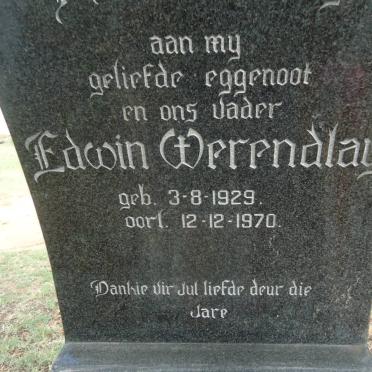 aan my
geliefde eggenoot
en ons vader
Edwin Werendlay
geb. 3-8-1929.
oorl. 12-12-1970.
Dankie vir Jul liefde deur die
Jare